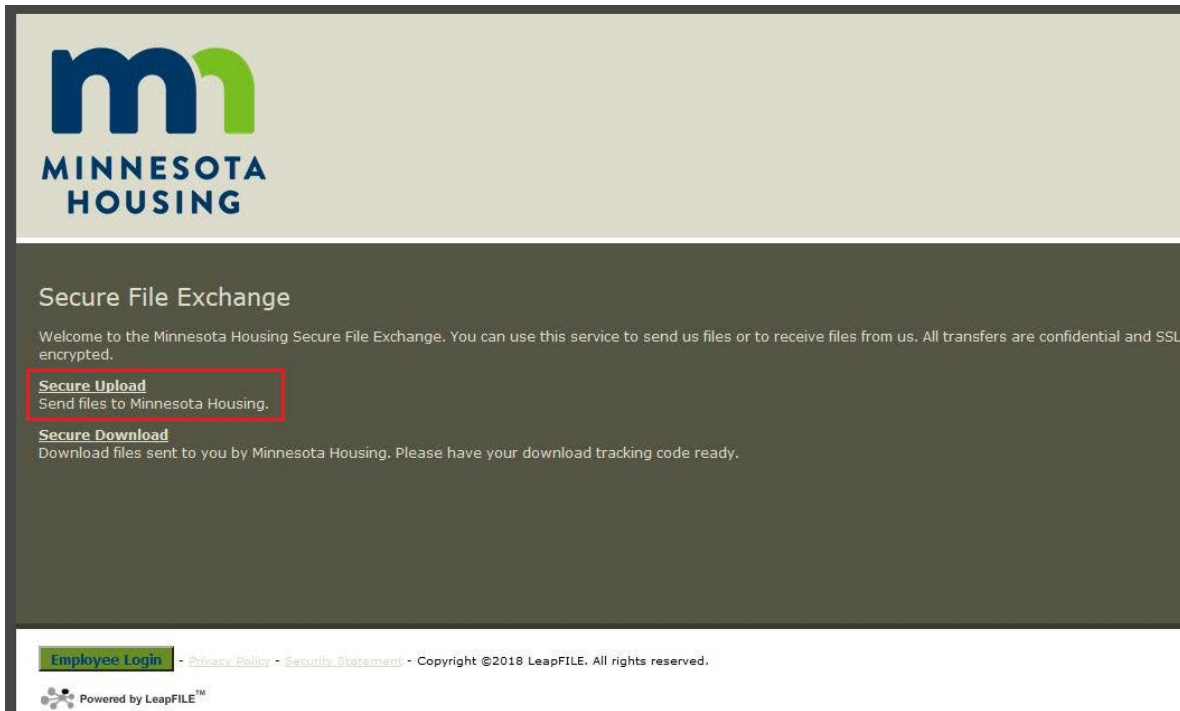 mn
MINNESOTA
HOUSING
Secure File Exchange
Welcome to the Minnesota Housing Secure File Exchange. You can use this service to send us files or to receive files from us. All transfers are confidential and SSL
encrypted.
Secure Upload
Send files to Minnesota Housing.
Secure Download
Download files sent to you by Minnesota Housing. Please have your download tracking code ready.
Employee Login - Privacy Policy - Security Statement - Copyright ©2018 LeapFILE. All rights reserved.
Powered by LeapFILE™